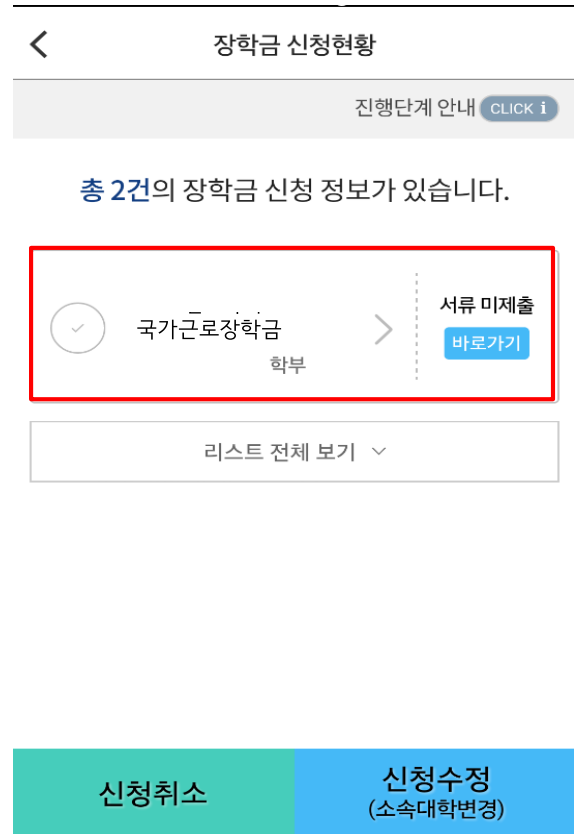 장학금 신청현황
진행단계 안내 CLICK i
총 2건의 장학금 신청 정보가 있습니다.
국가근로장학금
학부
서류 미제출
바로가기
리스트 전체 보기
신청취소
신청수정
(소속대학변경)